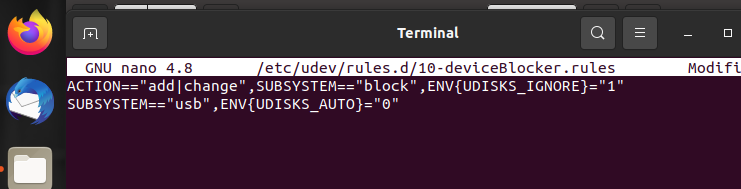 Terminal
GNU nano 4.8 /etc/udev/rules.d/10-deviceBlocker.rules Modifi
ACTION=="add|change",SUBSYSTEM=="block",ENV{UDISKS_IGNORE}="1"
SUBSYSTEM=="usb",ENV{UDISKS_AUTO}="0"